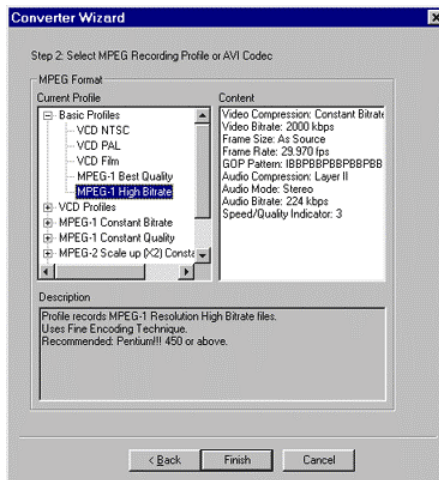 Converter Wizard
Step 2: Select MPEG Recording Profile or AVI Codec
MPEG Format
Current Profile
Basic Profiles
VCD NTSC
VCD PAL
VCD Film
MPEG-1 Best Quality
MPEG-1 High Bitrate
VCD Profiles
MPEG-1 Constant Bitrate
MPEG-1 Constant Quality
MPEG-2 Scale up (X2) Consta
Content
Video Compression: Constant Bitrate
Video Bitrate: 2000 kbps
Frame Size: As Source
Frame Rate: 29.970 fps
GOP Pattern: IBBPBBPBBPBBPBB
Audio Compression: Layer II
Audio Mode: Stereo
Audio Bitrate: 224 kbps
Speed/Quality Indicator: 3
Description
Profile records MPEG-1 Resolution High Bitrate files.
Uses Fine Encoding Technique.
Recommended: Pentium!!! 450 or above.
< Back
Finish
Cancel